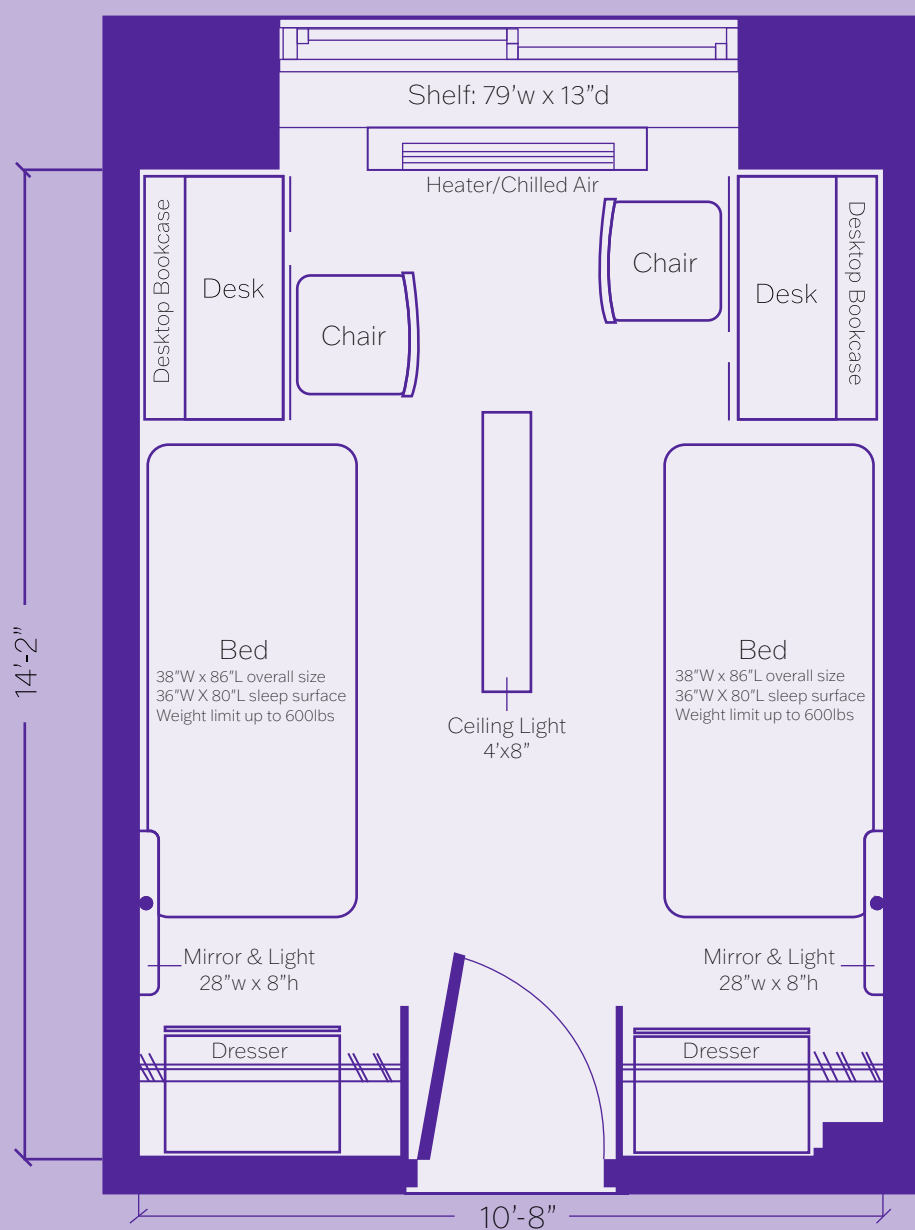 Shelf: 79’w x 13”d
Heater/Chilled Air
Desktop Bookcase
Desk
Chair
Chair
Desk
Desktop Bookcase
14’-2”
Bed
38”W x 86”L overall size
36”W X 80”L sleep surface
Weight limit up to 600lbs
Bed
38”W x 86”L overall size
36”W X 80”L sleep surface
Weight limit up to 600lbs
Ceiling Light
4’x8”
Mirror & Light
28”w x 8”h
Mirror & Light
28”w x 8”h
Dresser
Dresser
10’-8”